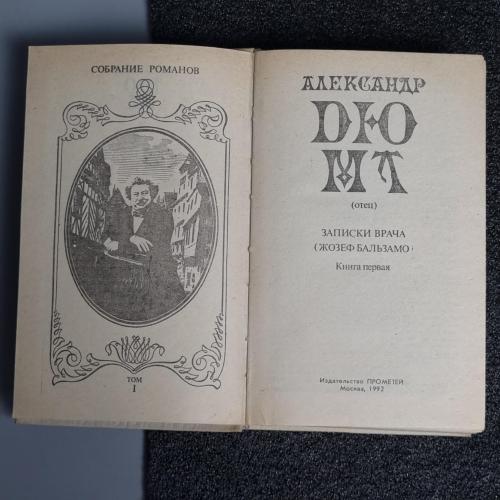 СОБРАНИЕ РОМАНОВ
ТОМ
I
АЛЕКСАНДР
ДЮ
МА
(отец)
ЗАПИСКИ ВРАЧА
(ЖОЗЕФ БАЛЬЗАМО)
Книга первая
Издательство ПРОМЕТЕЙ
Москва, 1992